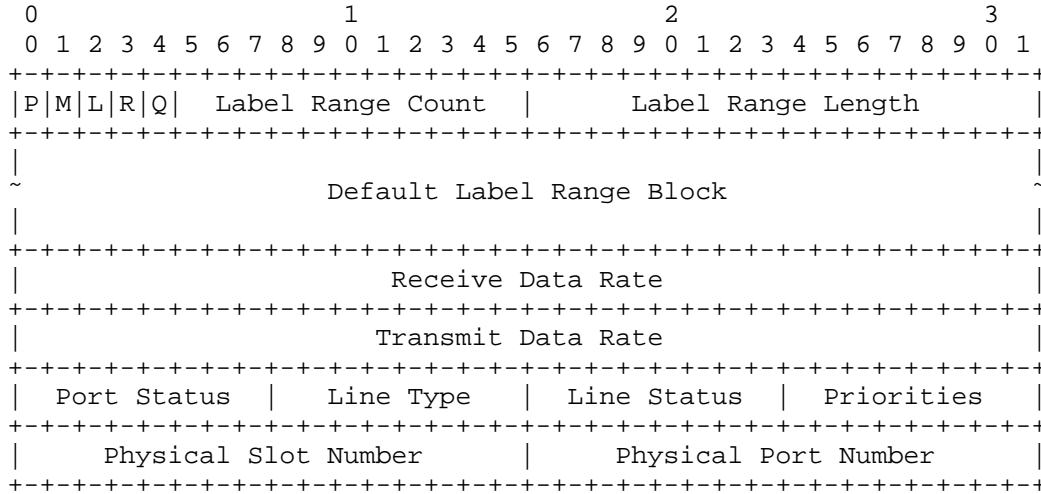 0                   1                   2                   3
 0 1 2 3 4 5 6 7 8 9 0 1 2 3 4 5 6 7 8 9 0 1 2 3 4 5 6 7 8 9 0 1
+-+-+-+-+-+-+-+-+-+-+-+-+-+-+-+-+-+-+-+-+-+-+-+-+-+-+-+-+-+-+-+-+
|P|M|L|R|Q|  Label Range Count  |      Label Range Length       |
+-+-+-+-+-+-+-+-+-+-+-+-+-+-+-+-+-+-+-+-+-+-+-+-+-+-+-+-+-+-+-+-+
|                                                               |
~                   Default Label Range Block                   ~
|                                                               |
+-+-+-+-+-+-+-+-+-+-+-+-+-+-+-+-+-+-+-+-+-+-+-+-+-+-+-+-+-+-+-+-+
|                       Receive Data Rate                       |
+-+-+-+-+-+-+-+-+-+-+-+-+-+-+-+-+-+-+-+-+-+-+-+-+-+-+-+-+-+-+-+-+
|                      Transmit Data Rate                       |
+-+-+-+-+-+-+-+-+-+-+-+-+-+-+-+-+-+-+-+-+-+-+-+-+-+-+-+-+-+-+-+-+
|  Port Status  |   Line Type   |  Line Status  |  Priorities   |
+-+-+-+-+-+-+-+-+-+-+-+-+-+-+-+-+-+-+-+-+-+-+-+-+-+-+-+-+-+-+-+-+
|     Physical Slot Number      |     Physical Port Number      |
+-+-+-+-+-+-+-+-+-+-+-+-+-+-+-+-+-+-+-+-+-+-+-+-+-+-+-+-+-+-+-+-+